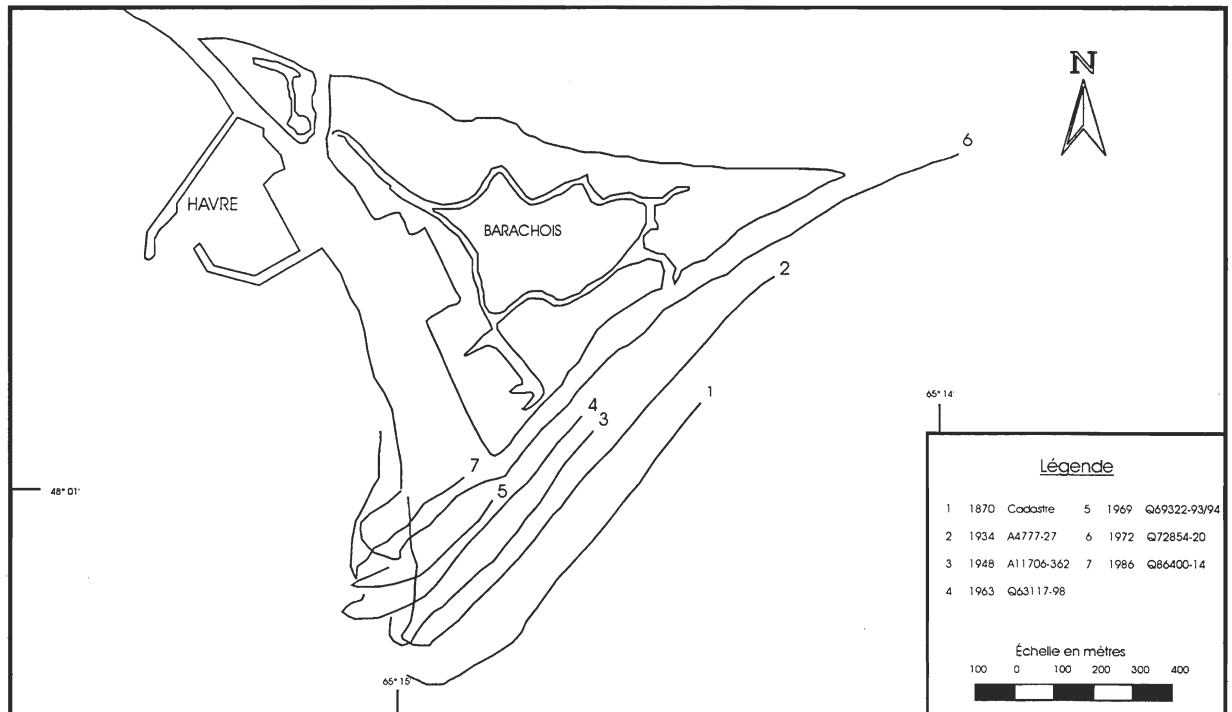 N
6
HAVRE
BARACHOIS
2
1
4
3
7
5
65° 14'
48° 01'
65° 15'
Légende
1 1870 Cadastre 5 1969 Q69322-93/94
2 1934 A4777-27 6 1972 Q72854-20
3 1948 A11706-362 7 1986 Q86400-14
4 1963 Q63117-98
Échelle en mètres
100 0 100 200 300 400